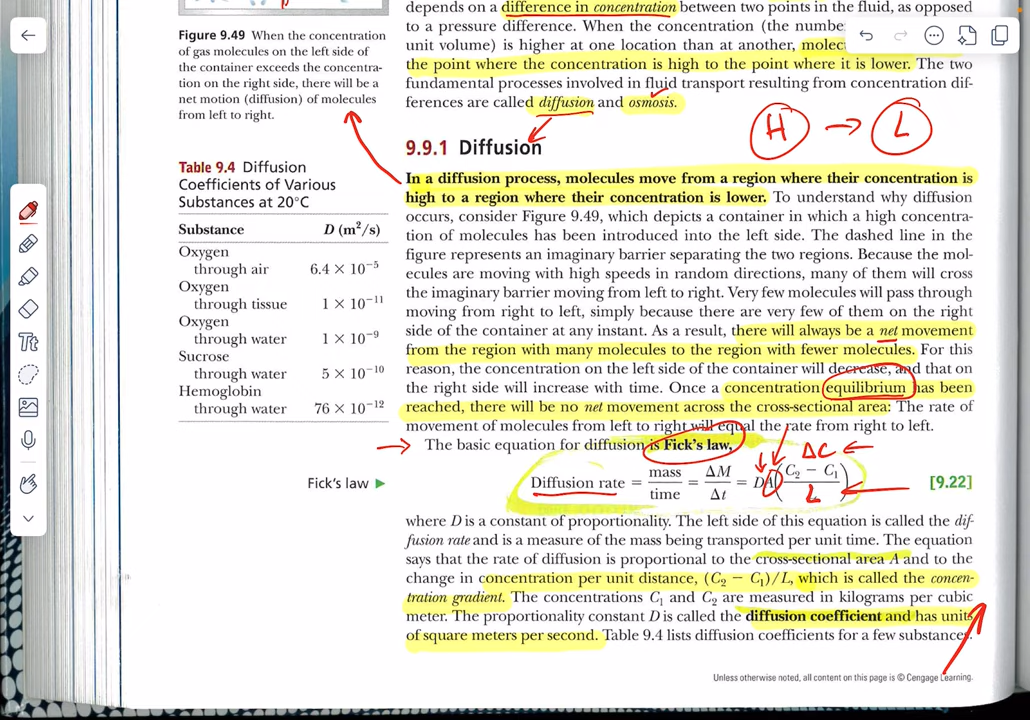 depends on a difference in concentration between two points in the fluid, as opposed
to a pressure difference. When the concentration (the numbe
unit volume) is higher at one location than at another, molec
the point where the concentration is high to the point where it is lower. The two
fundamental processes involved in fluid transport resulting from concentration dif-
ferences are called diffusion and osmosis.
Figure 9.49 When the concentration
of gas molecules on the left side of
the container exceeds the concentra-
tion on the right side, there will be a
net motion (diffusion) of molecules
from left to right.
H → L
9.9.1 Diffusion
In a diffusion process, molecules move from a region where their concentration is
high to a region where their concentration is lower. To understand why diffusion
occurs, consider Figure 9.49, which depicts a container in which a high concentra-
tion of molecules has been introduced into the left side. The dashed line in the
figure represents an imaginary barrier separating the two regions. Because the mol-
ecules are moving with high speeds in random directions, many of them will cross
the imaginary barrier moving from left to right. Very few molecules will pass through
moving from right to left, simply because there are very few of them on the right
side of the container at any instant. As a result, there will always be a net movement
from the region with many molecules to the region with fewer molecules. For this
reason, the concentration on the left side of the container will decrease, and that on
the right side will increase with time. Once a concentration equilibrium has been
reached, there will be no net movement across the cross-sectional area: The rate of
movement of molecules from left to right will equal the rate from right to left.
The basic equation for diffusion is Fick's law,
Table 9.4 Diffusion
Coefficients of Various
Substances at 20°C
Substance D (m²/s)
Oxygen
through air 6.4 × 10⁻⁵
Oxygen
through tissue 1 × 10⁻¹¹
Oxygen
through water 1 × 10⁻⁹
Sucrose
through water 5 × 10⁻¹⁰
Hemoglobin
through water 76 × 10⁻¹²
ΔC
Fick's law ▶ Diffusion rate = mass/time = ΔM/Δt = DA((C₂ − C₁)/L) [9.22]
where D is a constant of proportionality. The left side of this equation is called the dif-
fusion rate and is a measure of the mass being transported per unit time. The equation
says that the rate of diffusion is proportional to the cross-sectional area A and to the
change in concentration per unit distance, (C₂ − C₁)/L, which is called the concen-
tration gradient. The concentrations C₁ and C₂ are measured in kilograms per cubic
meter. The proportionality constant D is called the diffusion coefficient and has units
of square meters per second. Table 9.4 lists diffusion coefficients for a few substances.
Unless otherwise noted, all content on this page is © Cengage Learning.
Tt